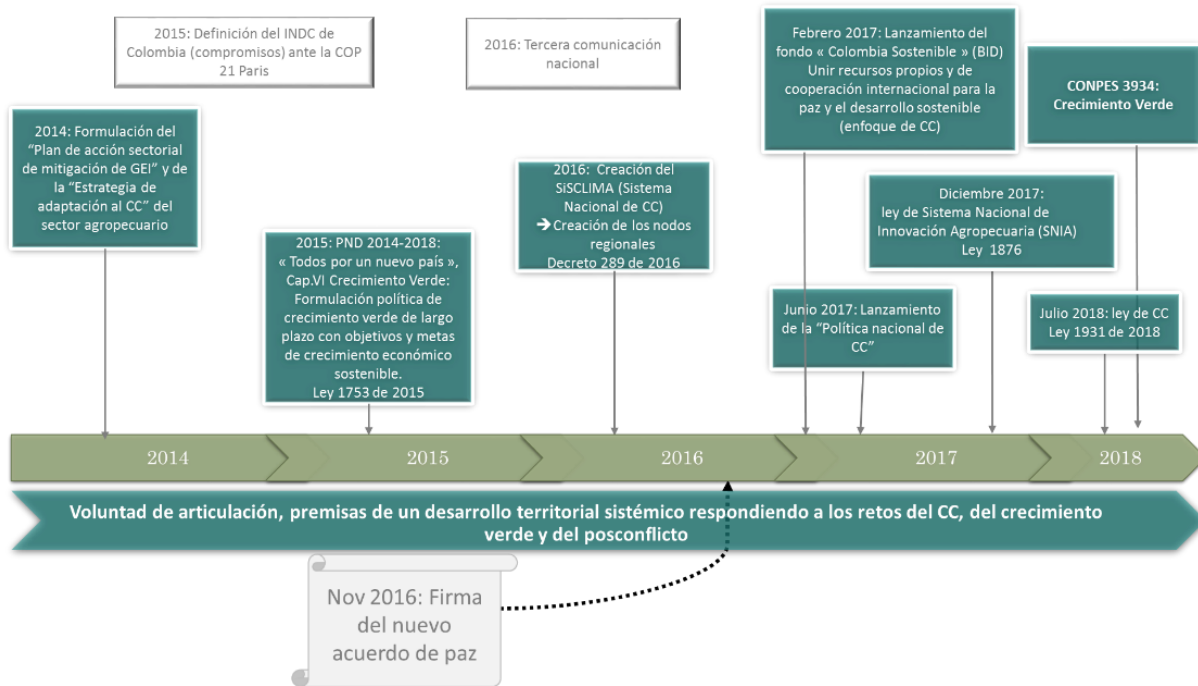 2015: Definición del INDC de
Colombia (compromisos) ante la COP
21 Paris
2016: Tercera comunicación
nacional
Febrero 2017: Lanzamiento del
fondo « Colombia Sostenible » (BID)
Unir recursos propios y de
cooperación internacional para la
paz y el desarrollo sostenible
(enfoque de CC)
CONPES 3934:
Crecimiento Verde
2014: Formulación del
“Plan de acción sectorial
de mitigación de GEI” y de
la “Estrategia de
adaptación al CC” del
sector agropecuario
2015: PND 2014-2018:
« Todos por un nuevo país »,
Cap.VI Crecimiento Verde:
Formulación política de
crecimiento verde de largo
plazo con objetivos y metas
de crecimiento económico
sostenible.
Ley 1753 de 2015
2016: Creación del
SiSCLIMA (Sistema
Nacional de CC)
➔ Creación de los nodos
regionales
Decreto 289 de 2016
Diciembre 2017:
ley de Sistema Nacional de
Innovación Agropecuaria (SNIA)
Ley 1876
Junio 2017: Lanzamiento
de la “Política nacional de
CC”
Julio 2018: ley de CC
Ley 1931 de 2018
2014
2015
2016
2017
2018
Voluntad de articulación, premisas de un desarrollo territorial sistémico respondiendo a los retos del CC, del crecimiento
verde y del posconflicto
Nov 2016: Firma
del nuevo
acuerdo de paz